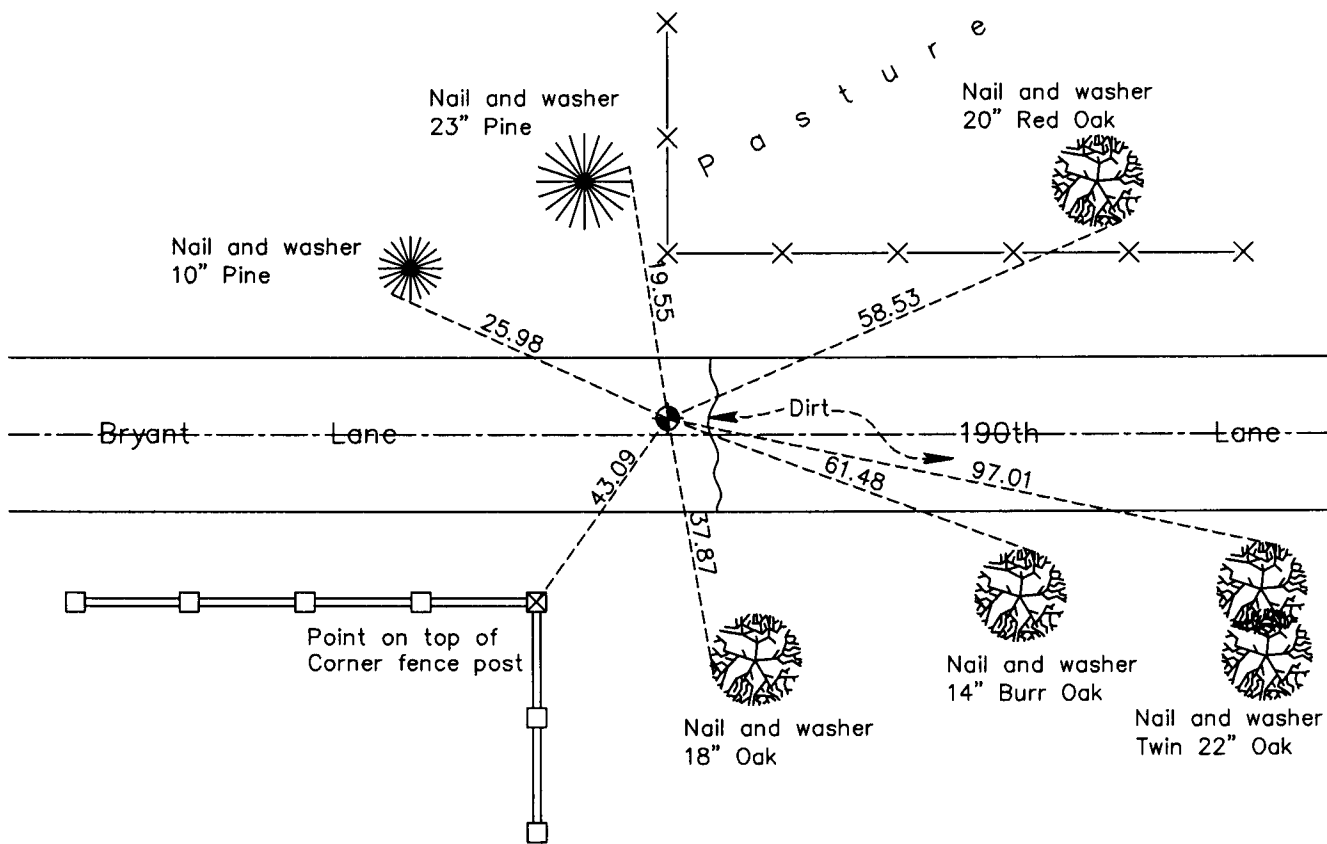 Pasture
Nail and washer
23" Pine
Nail and washer
20" Red Oak
Nail and washer
10" Pine
19.55
58.53
25.98
Dirt
Bryant Lane
190th Lane
43.09
61.48
97.01
37.87
Point on top of
Corner fence post
Nail and washer
14" Burr Oak
Nail and washer
18" Oak
Nail and washer
Twin 22" Oak